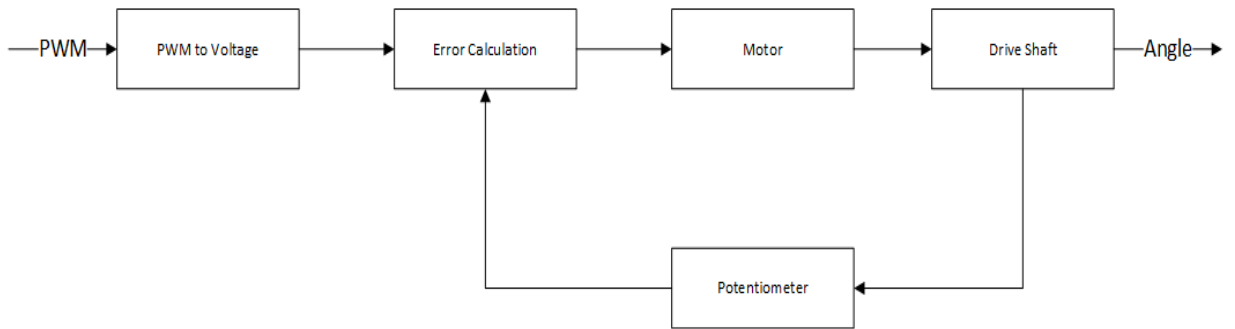 PWM
PWM to Voltage
Error Calculation
Motor
Drive Shaft
Angle
Potentiometer